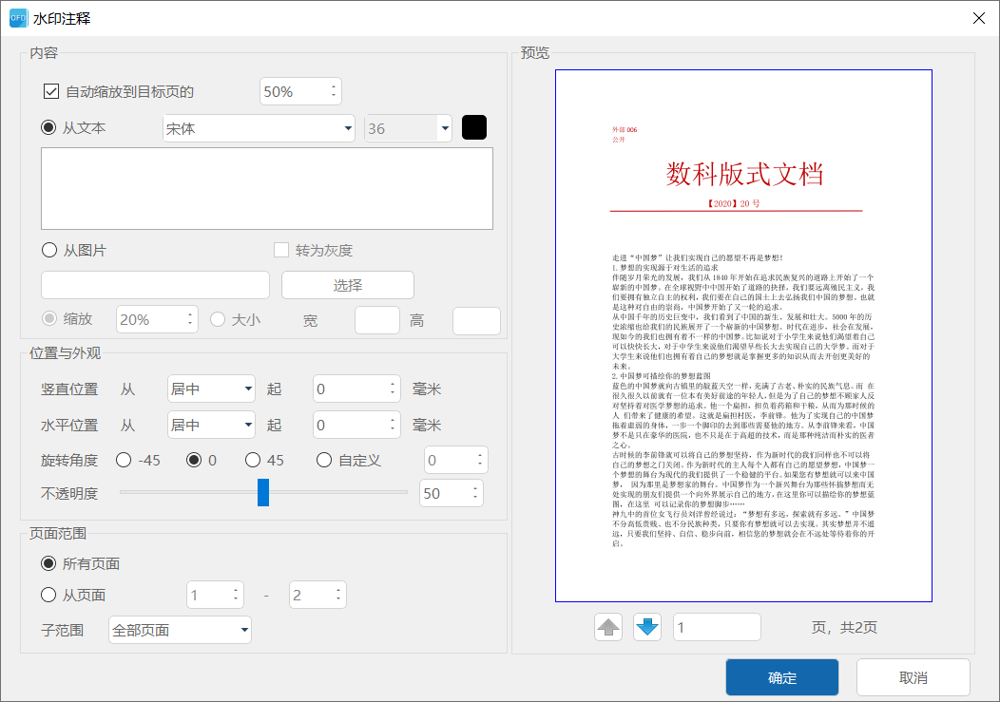 OFD 水印注释
内容
自动缩放到目标页的 50%
从文本 宋体 36
从图片 转为灰度
选择
缩放 20% 大小 宽 高
位置与外观
竖直位置 从 居中 起 0 毫米
水平位置 从 居中 起 0 毫米
旋转角度 -45 0 45 自定义 0
不透明度 50
页面范围
所有页面
从页面 1 - 2
子范围 全部页面
预览
外部 006
公开
数科版式文档
【2020】20 号
走进“中国梦”让我们实现自己的愿望不再是梦想！
1. 梦想的实现源于对生活的追求
伴随岁月荣光的发展，我们从 1840 年开始在追求民族复兴的道路上开始了一个
崭新的中国梦。在全球视野中中国开始了道路的抉择，我们要远离殖民主义，我
们要拥有独立自主的权利，我们要在自己的国土上去弘扬我们中国的梦想。也就
是这种对自由的崇高，中国梦开始了又一轮的追求。
从中国千年的历史巨变中，我们看到了中国的新生、发展和壮大。5000 年的历
史浓缩也给我们的民族展开了一个崭新的中国梦想。时代在进步，社会在发展，
现如今的我们也拥有着不一样的中国梦。比如说对于小学生来说他们渴望着自己
可以快快长大，对于中学生来说他们渴望早些长大去实现自己的大学梦。而对于
大学生来说他们也拥有着自己的梦想就是掌握更多的知识从而去开创更美好的
未来。
2. 中国梦可描绘你的梦想蓝图
蓝色的中国梦就向古镇里的靓蓝天空一样，充满了古老、朴实的民族气息。而 在
很久很久以前就有一位本有美好前途的年轻人，但是为了自己的梦想不顾家人反
对坚持着对医学梦想的追求。他一个扁担，担负着药箱和干粮，从而为那时候的
人 们带来了健康的希望。这就是扁担村医，李前锋。他为了实现自己的中国梦
拖着虚弱的身体，一步一个脚印的去到那些需要他的地方。从李前锋来看，中国
梦不是只在豪华的医院，也不只是在于高超的技术，而是那种纯洁而朴实的医者
之心。
古时候的李前锋就可以将自己的梦想坚持，作为新时代的我们同样也不可以将
自己的梦想之门关闭。作为新时代的主人每个人都有自己的愿望梦想，中国梦一
个梦想的舞台为现代的我们提供了一个稳健的平台。如果您有梦想就可以来中国
梦， 因为那里是梦想家的舞台。中国梦作为一个新兴舞台为那些怀揣梦想而无
处实现的朋友们提供一个向外界展示自己的地方，在这里你可以描绘你的梦想蓝
图，在这里 可以记录你的梦想脚步……
神九中的首位女飞行员刘洋曾经说过：“梦想有多远，探索就有多远。”中国梦
不分高低贵贱、也不分民族种类，只要你有梦想就可以去实现。其实梦想并不遥
远，只要我们坚持、自信、稳步向前，相信您的梦想就会在不远处等待着你的开
启。
1 页，共2页
确定 取消